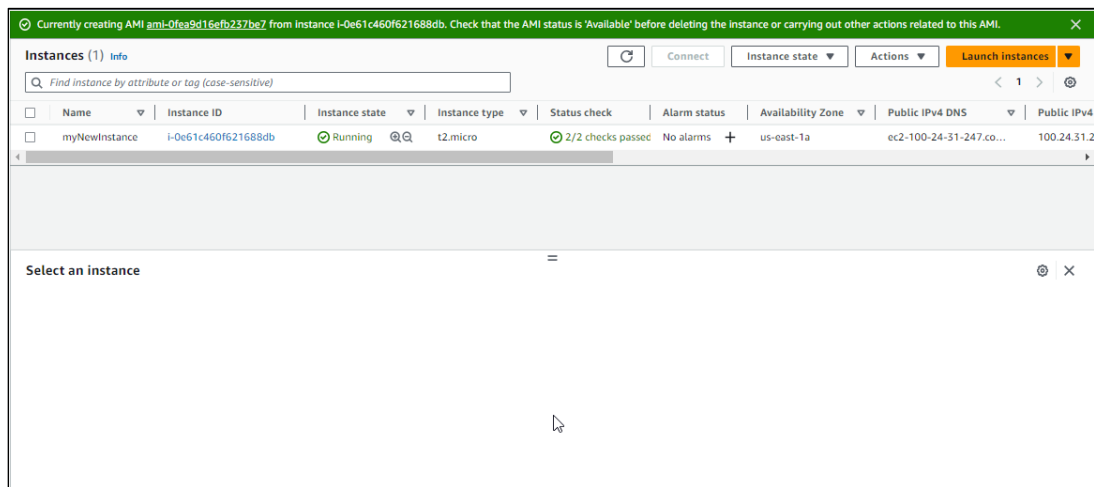 Currently creating AMI ami-0fea9d16efb237be7 from instance i-0e61c460f621688db. Check that the AMI status is 'Available' before deleting the instance or carrying out other actions related to this AMI.
Instances (1) Info Connect Instance state Actions Launch instances
Find instance by attribute or tag (case-sensitive) 1
Name Instance ID Instance state Instance type Status check Alarm status Availability Zone Public IPv4 DNS Public IPv4
myNewInstance i-0e61c460f621688db Running t2.micro 2/2 checks passed No alarms us-east-1a ec2-100-24-31-247.co... 100.24.31.2
Select an instance